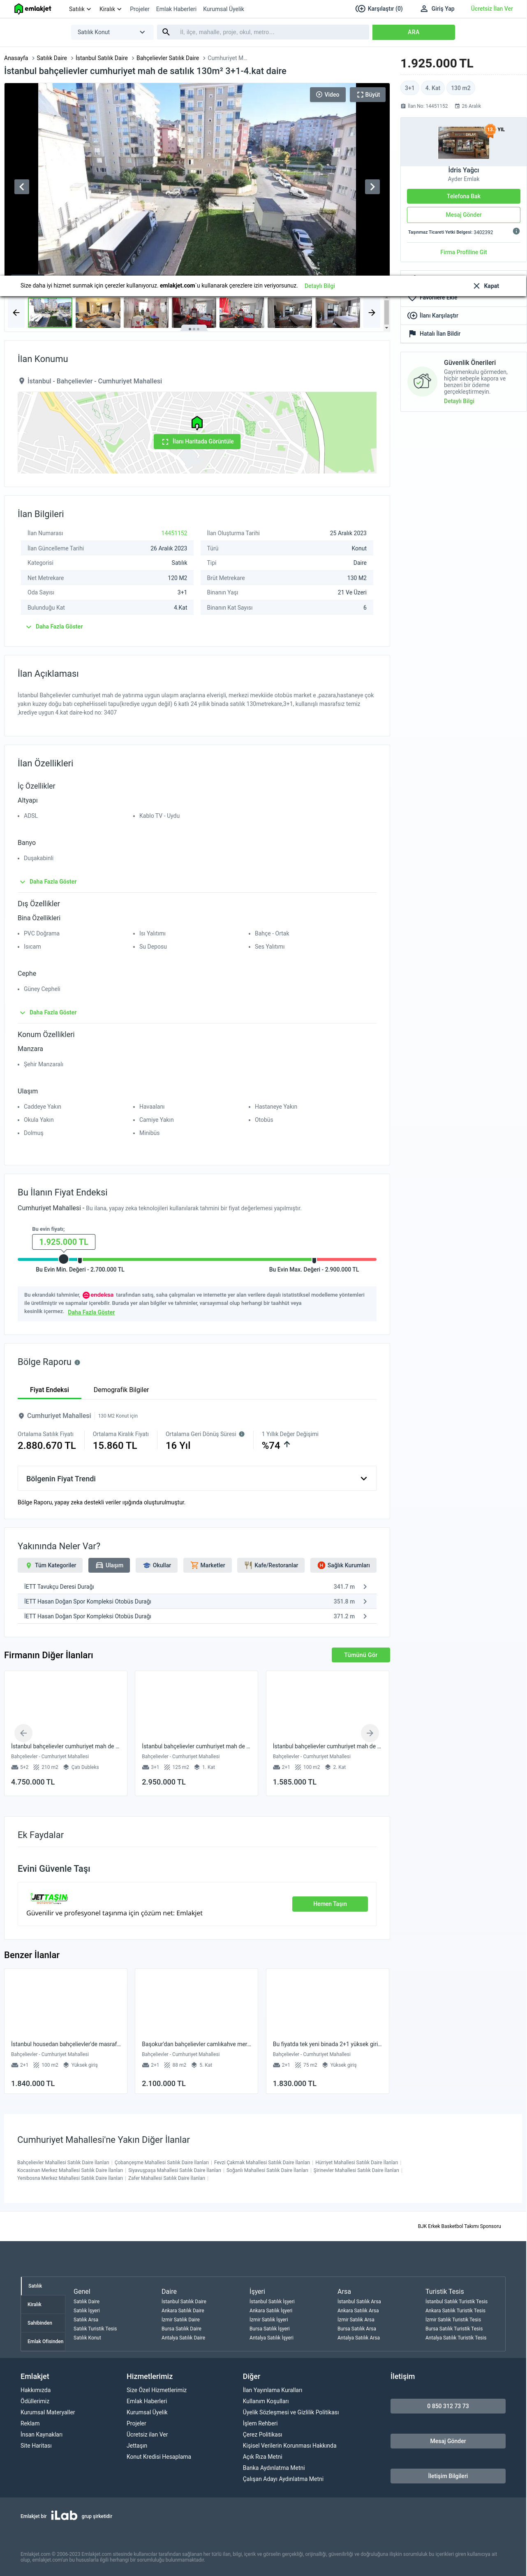 emlakjet
Satılık
Kiralık
Projeler
Emlak Haberleri
Kurumsal Üyelik
Karşılaştır (0)
Giriş Yap
Ücretsiz İlan Ver
Satılık Konut
il, ilçe, mahalle, proje, okul, metro...
ARA
Anasayfa > Satılık Daire > İstanbul Satılık Daire > Bahçelievler Satılık Daire > Cumhuriyet M...
İstanbul bahçelievler cumhuriyet mah de satılık 130m² 3+1-4.kat daire
Video
Büyüt
1.925.000 TL
3+1
4. Kat
130 m2
İlan No: 14451152
26 Aralık
YIL
İdris Yağcı
Ayder Emlak
Telefona Bak
Mesaj Gönder
Taşınmaz Ticareti Yetki Belgesi: 3402392
Firma Profiline Git
Favorilere Ekle
İlanı Karşılaştır
Hatalı İlan Bildir
Güvenlik Önerileri
Gayrimenkulu görmeden, hiçbir sebeple kapora ve benzeri bir ödeme gerçekleştirmeyin.
Detaylı Bilgi
Size daha iyi hizmet sunmak için çerezler kullanıyoruz. emlakjet.com´u kullanarak çerezlere izin veriyorsunuz. Detaylı Bilgi
Kapat
İlan Konumu
İstanbul - Bahçelievler - Cumhuriyet Mahallesi
İlanı Haritada Görüntüle
İlan Bilgileri
İlan Numarası 14451152
İlan Oluşturma Tarihi 25 Aralık 2023
İlan Güncelleme Tarihi 26 Aralık 2023
Türü Konut
Kategorisi Satılık
Tipi Daire
Net Metrekare 120 M2
Brüt Metrekare 130 M2
Oda Sayısı 3+1
Binanın Yaşı 21 Ve Üzeri
Bulunduğu Kat 4.Kat
Binanın Kat Sayısı 6
Daha Fazla Göster
İlan Açıklaması
İstanbul Bahçelievler cumhuriyet mah de yatırıma uygun ulaşım araçlarına elverişli, merkezi mevkiide otobüs market e ,pazara,hastaneye çok
yakın kuzey doğu batı cepheHisseli tapu(krediye uygun değil) 6 katlı 24 yıllık binada.satılık 130metrekare,3+1, kullanışlı masrafsız temiz
,krediye uygun 4.kat daire-kod no: 3407
İlan Özellikleri
İç Özellikler
Altyapı
ADSL
Kablo TV - Uydu
Banyo
Duşakabinli
Daha Fazla Göster
Dış Özellikler
Bina Özellikleri
PVC Doğrama
Isı Yalıtımı
Bahçe - Ortak
Isıcam
Su Deposu
Ses Yalıtımı
Cephe
Güney Cepheli
Daha Fazla Göster
Konum Özellikleri
Manzara
Şehir Manzaralı
Ulaşım
Caddeye Yakın
Havaalanı
Hastaneye Yakın
Okula Yakın
Camiye Yakın
Otobüs
Dolmuş
Minibüs
Bu İlanın Fiyat Endeksi
Cumhuriyet Mahallesi - Bu ilana, yapay zeka teknolojileri kullanılarak tahmini bir fiyat değerlemesi yapılmıştır.
Bu evin fiyatı;
1.925.000 TL
Bu Evin Min. Değeri - 2.700.000 TL
Bu Evin Max. Değeri - 2.900.000 TL
Bu ekrandaki tahminler, endeksa tarafından satış, saha çalışmaları ve internette yer alan verilere dayalı istatistiksel modelleme yöntemleri
ile üretilmiştir ve sapmalar içerebilir. Burada yer alan bilgiler ve tahminler, varsayımsal olup herhangi bir taahhüt veya
kesinlik içermez. Daha Fazla Göster
Bölge Raporu
Fiyat Endeksi
Demografik Bilgiler
Cumhuriyet Mahallesi
130 M2 Konut için
Ortalama Satılık Fiyatı
2.880.670 TL
Ortalama Kiralık Fiyatı
15.860 TL
Ortalama Geri Dönüş Süresi
16 Yıl
1 Yıllık Değer Değişimi
%74
Bölgenin Fiyat Trendi
Bölge Raporu, yapay zeka destekli veriler ışığında oluşturulmuştur.
Yakınında Neler Var?
Tüm Kategoriler
Ulaşım
Okullar
Marketler
Kafe/Restoranlar
Sağlık Kurumları
İETT Tavukçu Deresi Durağı 341.7 m
İETT Hasan Doğan Spor Kompleksi Otobüs Durağı 351.8 m
İETT Hasan Doğan Spor Kompleksi Otobüs Durağı 371.2 m
Firmanın Diğer İlanları
Tümünü Gör
İstanbul bahçelievler cumhuriyet mah de ...
Bahçelievler - Cumhuriyet Mahallesi
5+2 210 m2 Çatı Dubleks
4.750.000 TL
İstanbul bahçelievler cumhuriyet mah de ...
Bahçelievler - Cumhuriyet Mahallesi
3+1 125 m2 1. Kat
2.950.000 TL
İstanbul bahçelievler cumhuriyet mah de ...
Bahçelievler - Cumhuriyet Mahallesi
2+1 100 m2 2. Kat
1.585.000 TL
Ek Faydalar
Evini Güvenle Taşı
JETTAŞIN
Güvenilir ve profesyonel taşınma için çözüm net: Emlakjet
Hemen Taşın
Benzer İlanlar
İstanbul housedan bahçelievler'de masraf...
Bahçelievler - Cumhuriyet Mahallesi
2+1 100 m2 Yüksek giriş
1.840.000 TL
Başokur'dan bahçelievler camlıkahve mer...
Bahçelievler - Cumhuriyet Mahallesi
2+1 88 m2 5. Kat
2.100.000 TL
Bu fiyatda tek yeni binada 2+1 yüksek giri...
Bahçelievler - Cumhuriyet Mahallesi
2+1 75 m2 Yüksek giriş
1.830.000 TL
Cumhuriyet Mahallesi'ne Yakın Diğer İlanlar
Bahçelievler Mahallesi Satılık Daire İlanları | Çobançeşme Mahallesi Satılık Daire İlanları | Fevzi Çakmak Mahallesi Satılık Daire İlanları | Hürriyet Mahallesi Satılık Daire İlanları |
Kocasinan Merkez Mahallesi Satılık Daire İlanları | Siyavuşpaşa Mahallesi Satılık Daire İlanları | Soğanlı Mahallesi Satılık Daire İlanları | Şirinevler Mahallesi Satılık Daire İlanları |
Yenibosna Merkez Mahallesi Satılık Daire İlanları | Zafer Mahallesi Satılık Daire İlanları |
BJK Erkek Basketbol Takımı Sponsoru
Satılık
Kiralık
Sahibinden
Emlak Ofisinden
Genel
Satılık Daire
Satılık İşyeri
Satılık Arsa
Satılık Turistik Tesis
Satılık Konut
Daire
İstanbul Satılık Daire
Ankara Satılık Daire
İzmir Satılık Daire
Bursa Satılık Daire
Antalya Satılık Daire
İşyeri
İstanbul Satılık İşyeri
Ankara Satılık İşyeri
İzmir Satılık İşyeri
Bursa Satılık İşyeri
Antalya Satılık İşyeri
Arsa
İstanbul Satılık Arsa
Ankara Satılık Arsa
İzmir Satılık Arsa
Bursa Satılık Arsa
Antalya Satılık Arsa
Turistik Tesis
İstanbul Satılık Turistik Tesis
Ankara Satılık Turistik Tesis
İzmir Satılık Turistik Tesis
Bursa Satılık Turistik Tesis
Antalya Satılık Turistik Tesis
Emlakjet
Hakkımızda
Ödüllerimiz
Kurumsal Materyaller
Reklam
İnsan Kaynakları
Site Haritası
Hizmetlerimiz
Size Özel Hizmetlerimiz
Emlak Haberleri
Kurumsal Üyelik
Projeler
Ücretsiz İlan Ver
Jettaşın
Konut Kredisi Hesaplama
Diğer
İlan Yayınlama Kuralları
Kullanım Koşulları
Üyelik Sözleşmesi ve Gizlilik Politikası
İşlem Rehberi
Çerez Politikası
Kişisel Verilerin Korunması Hakkında
Açık Rıza Metni
Banka Aydınlatma Metni
Çalışan Adayı Aydınlatma Metni
İletişim
0 850 312 73 73
Mesaj Gönder
İletişim Bilgileri
Emlakjet bir iLab grup şirketidir